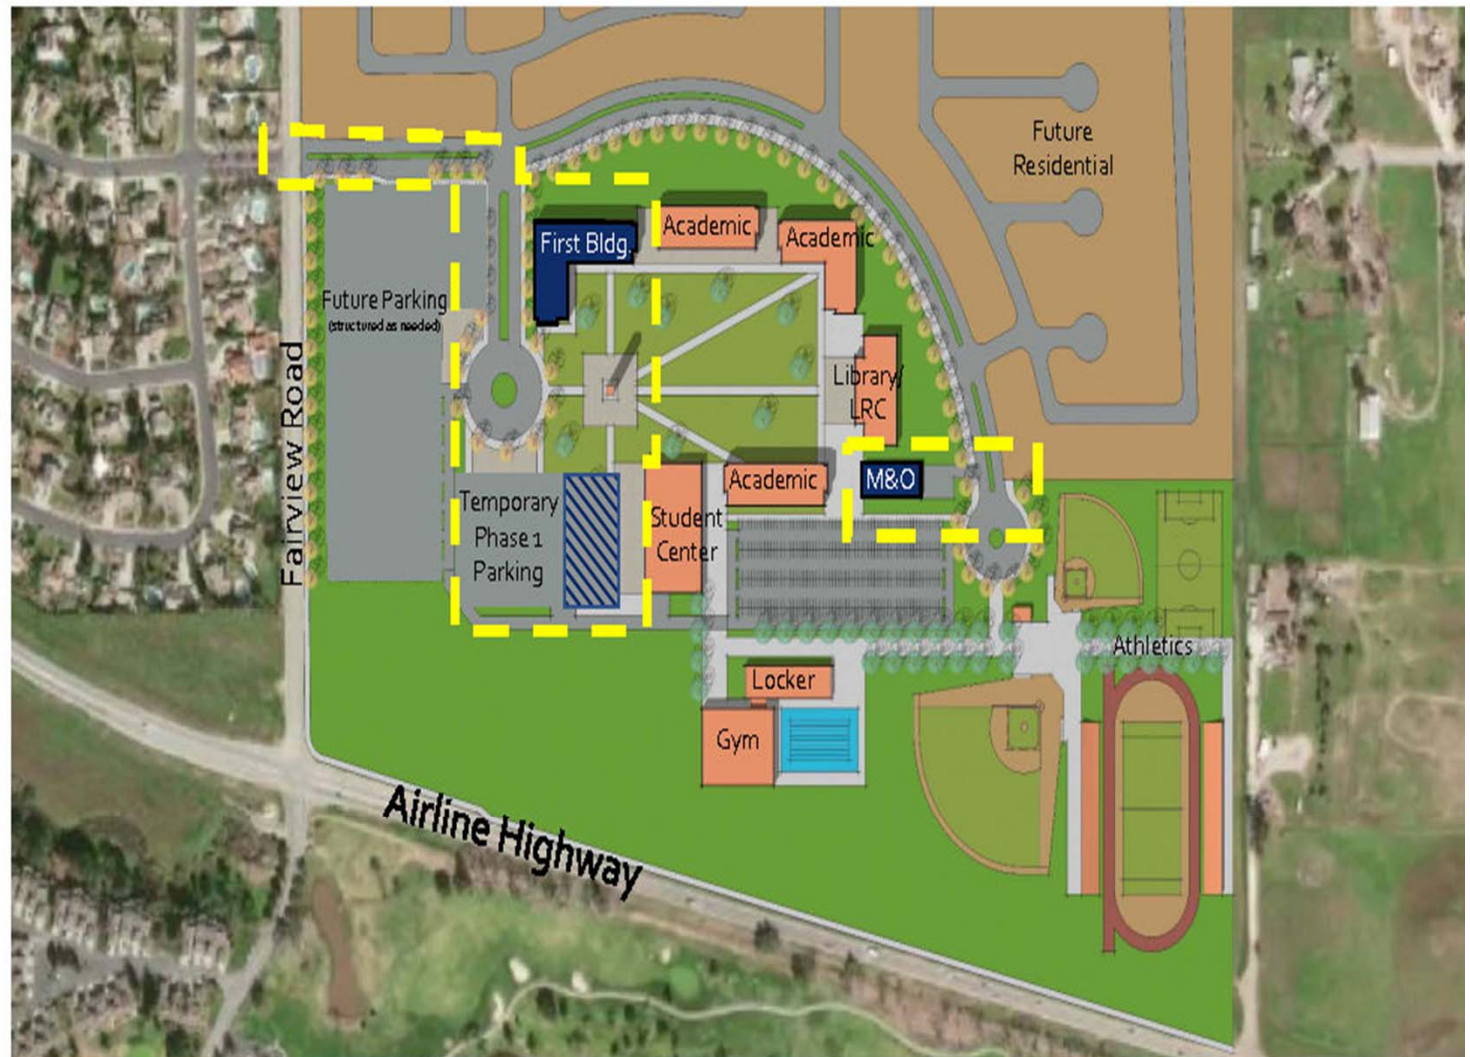 Future
Residential
Academic
First Bldg.
Academic
Future Parking
(structured as needed)
Fairview Road
Library/
LRC
Academic
M&O
Temporary
Phase 1
Parking
Student
Center
Athletics
Locker
Gym
Airline Highway